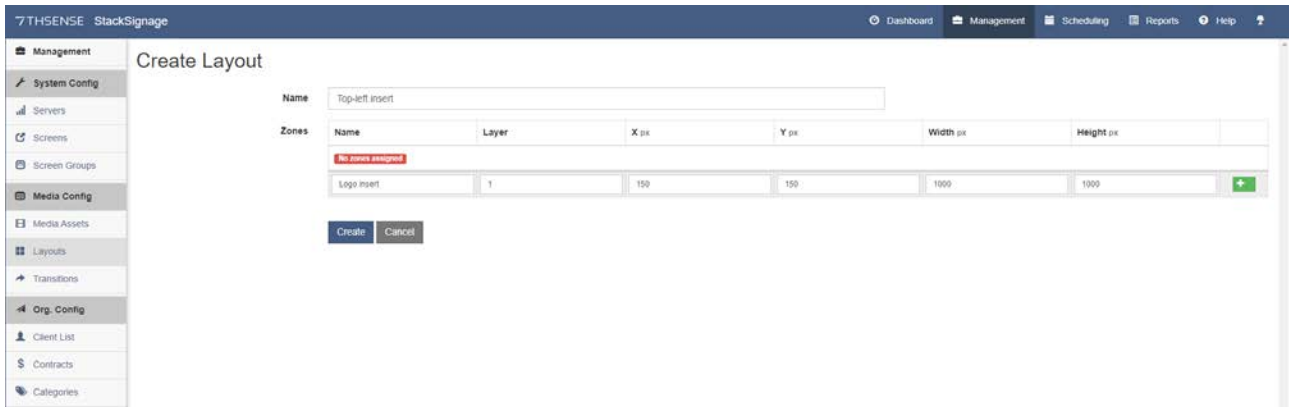 7THSENSE StackSignage
Dashboard Management Scheduling Reports Help
Management
System Config
Servers
Screens
Screen Groups
Media Config
Media Assets
Layouts
Transitions
Org. Config
Client List
Contracts
Categories
Create Layout
Name Top-left insert
Zones Name Layer X px Y px Width px Height px
No zones assigned
Logo insert 1 150 150 1000 1000
Create Cancel